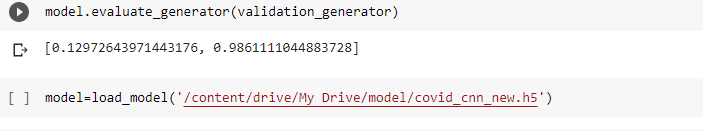 model.evaluate_generator(validation_generator)
[0.12972643971443176, 0.9861111044883728]
[ ] model=load_model('/content/drive/My Drive/model/covid_cnn_new.h5')